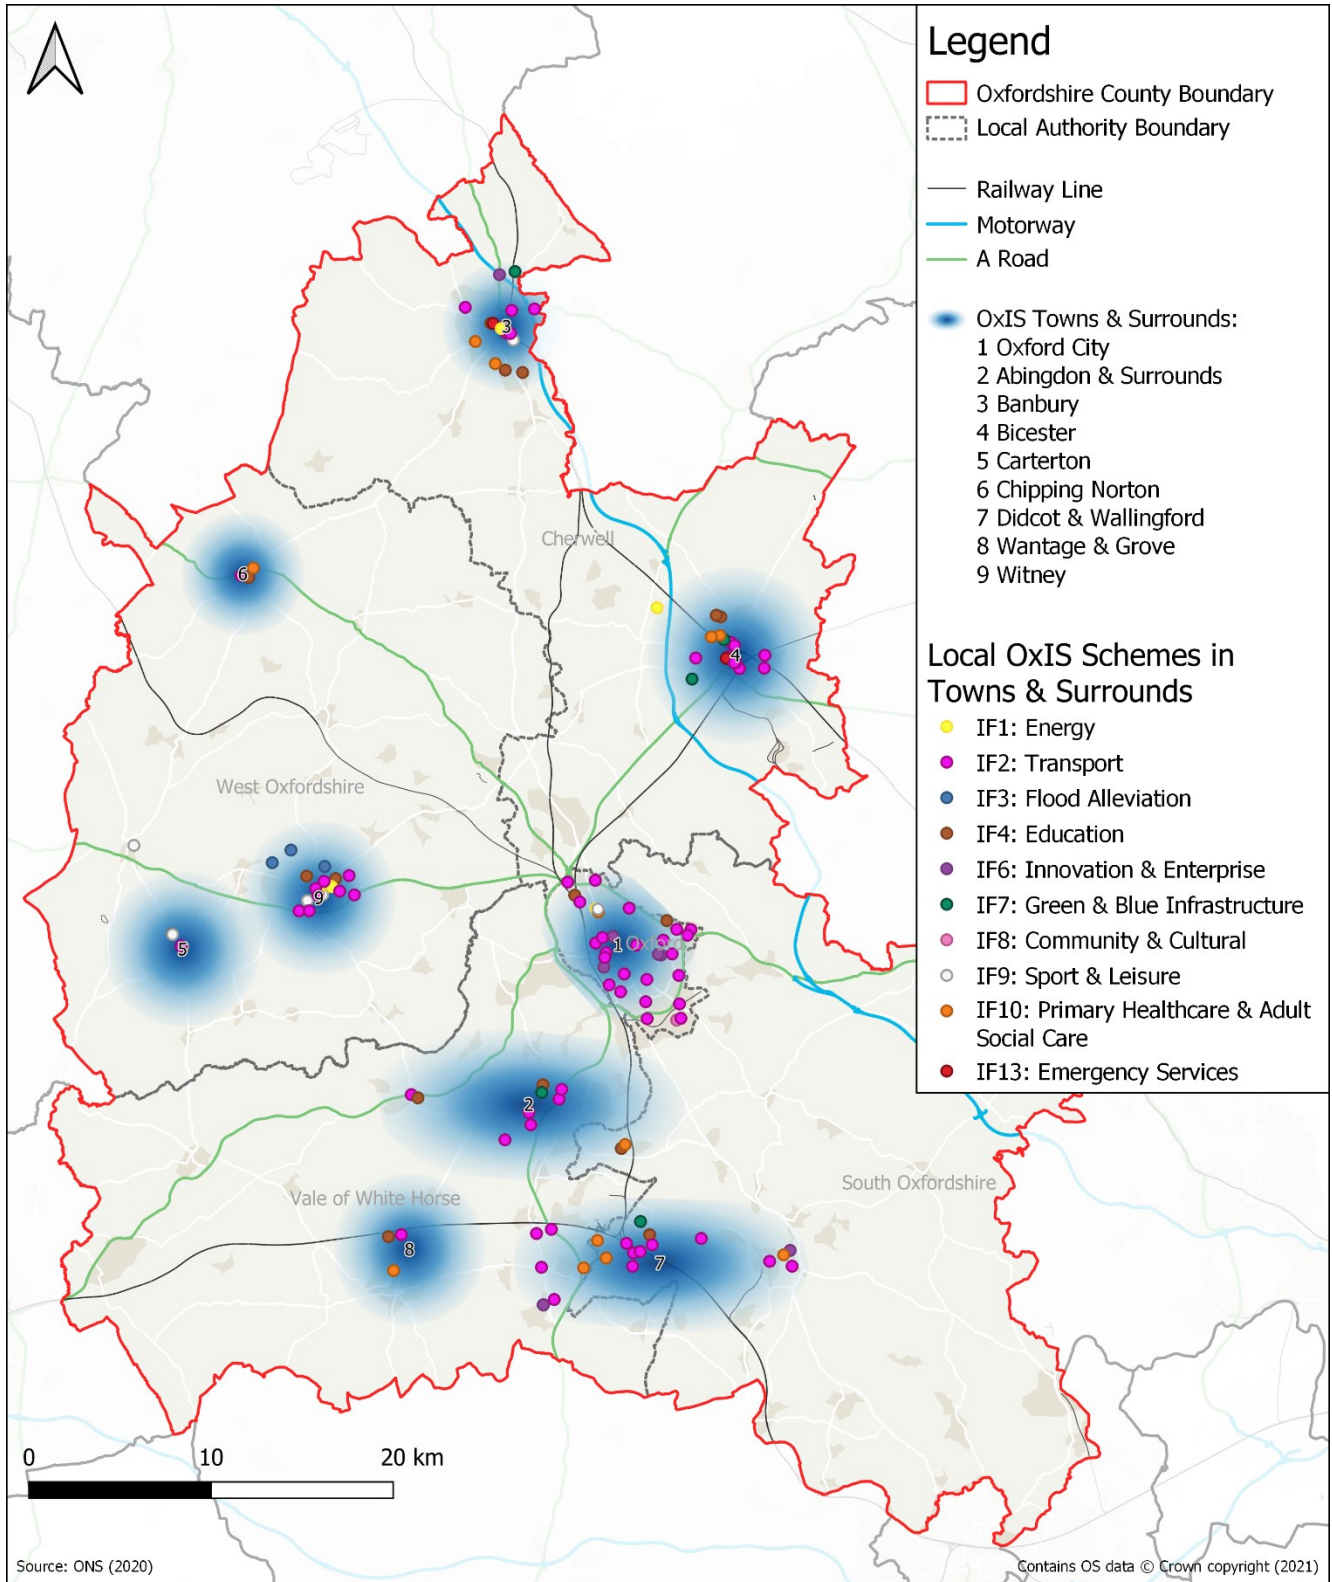 Legend
Oxfordshire County Boundary
Local Authority Boundary
Railway Line
Motorway
A Road
OxIS Towns & Surrounds:
1 Oxford City
2 Abingdon & Surrounds
3 Banbury
4 Bicester
5 Carterton
6 Chipping Norton
7 Didcot & Wallingford
8 Wantage & Grove
9 Witney
Local OxIS Schemes in
Towns & Surrounds
IF1: Energy
IF2: Transport
IF3: Flood Alleviation
IF4: Education
IF6: Innovation & Enterprise
IF7: Green & Blue Infrastructure
IF8: Community & Cultural
IF9: Sport & Leisure
IF10: Primary Healthcare & Adult
Social Care
IF13: Emergency Services
3
Cherwell
6
4
West Oxfordshire
9
5
1
Oxford
2
South Oxfordshire
Vale of White Horse
8
7
0 10 20 km
Source: ONS (2020)
Contains OS data © Crown copyright (2021)